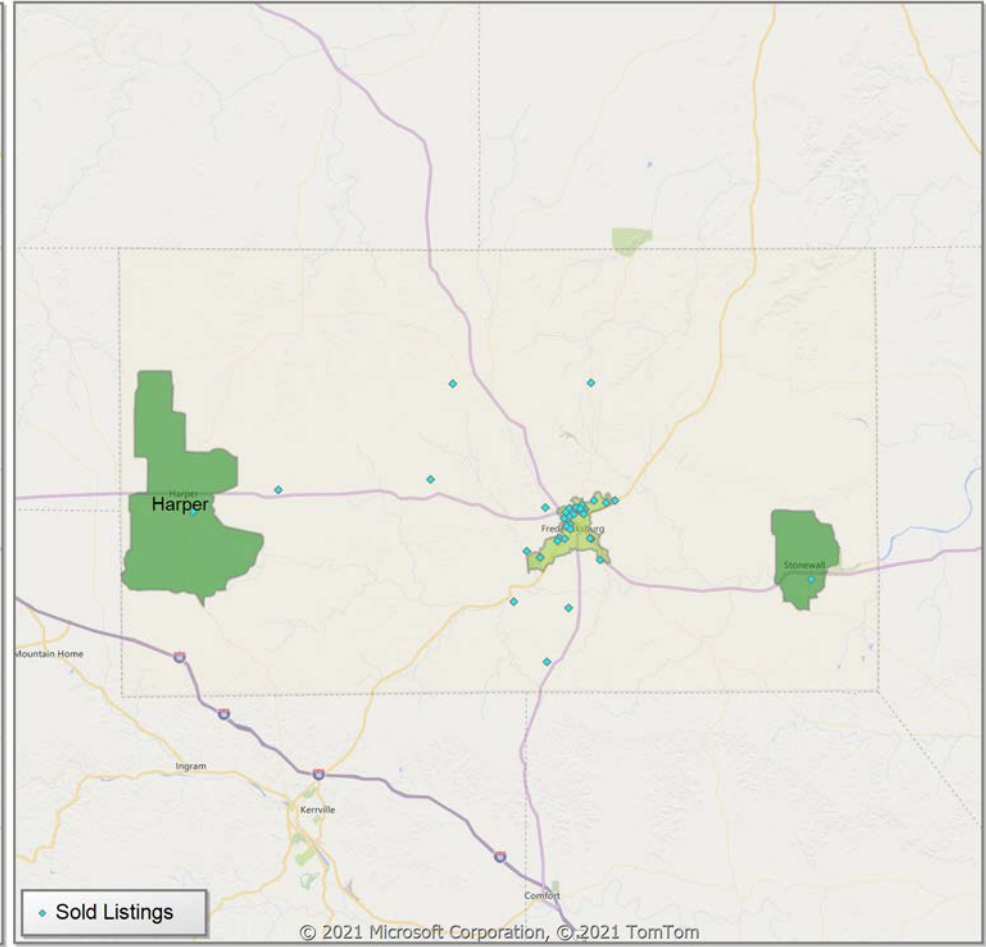 Harper
Harper
Fredericksburg
Stonewall
Mountain Home
Ingram
Kerrville
Comfort
Sold Listings
© 2021 Microsoft Corporation, © 2021 TomTom